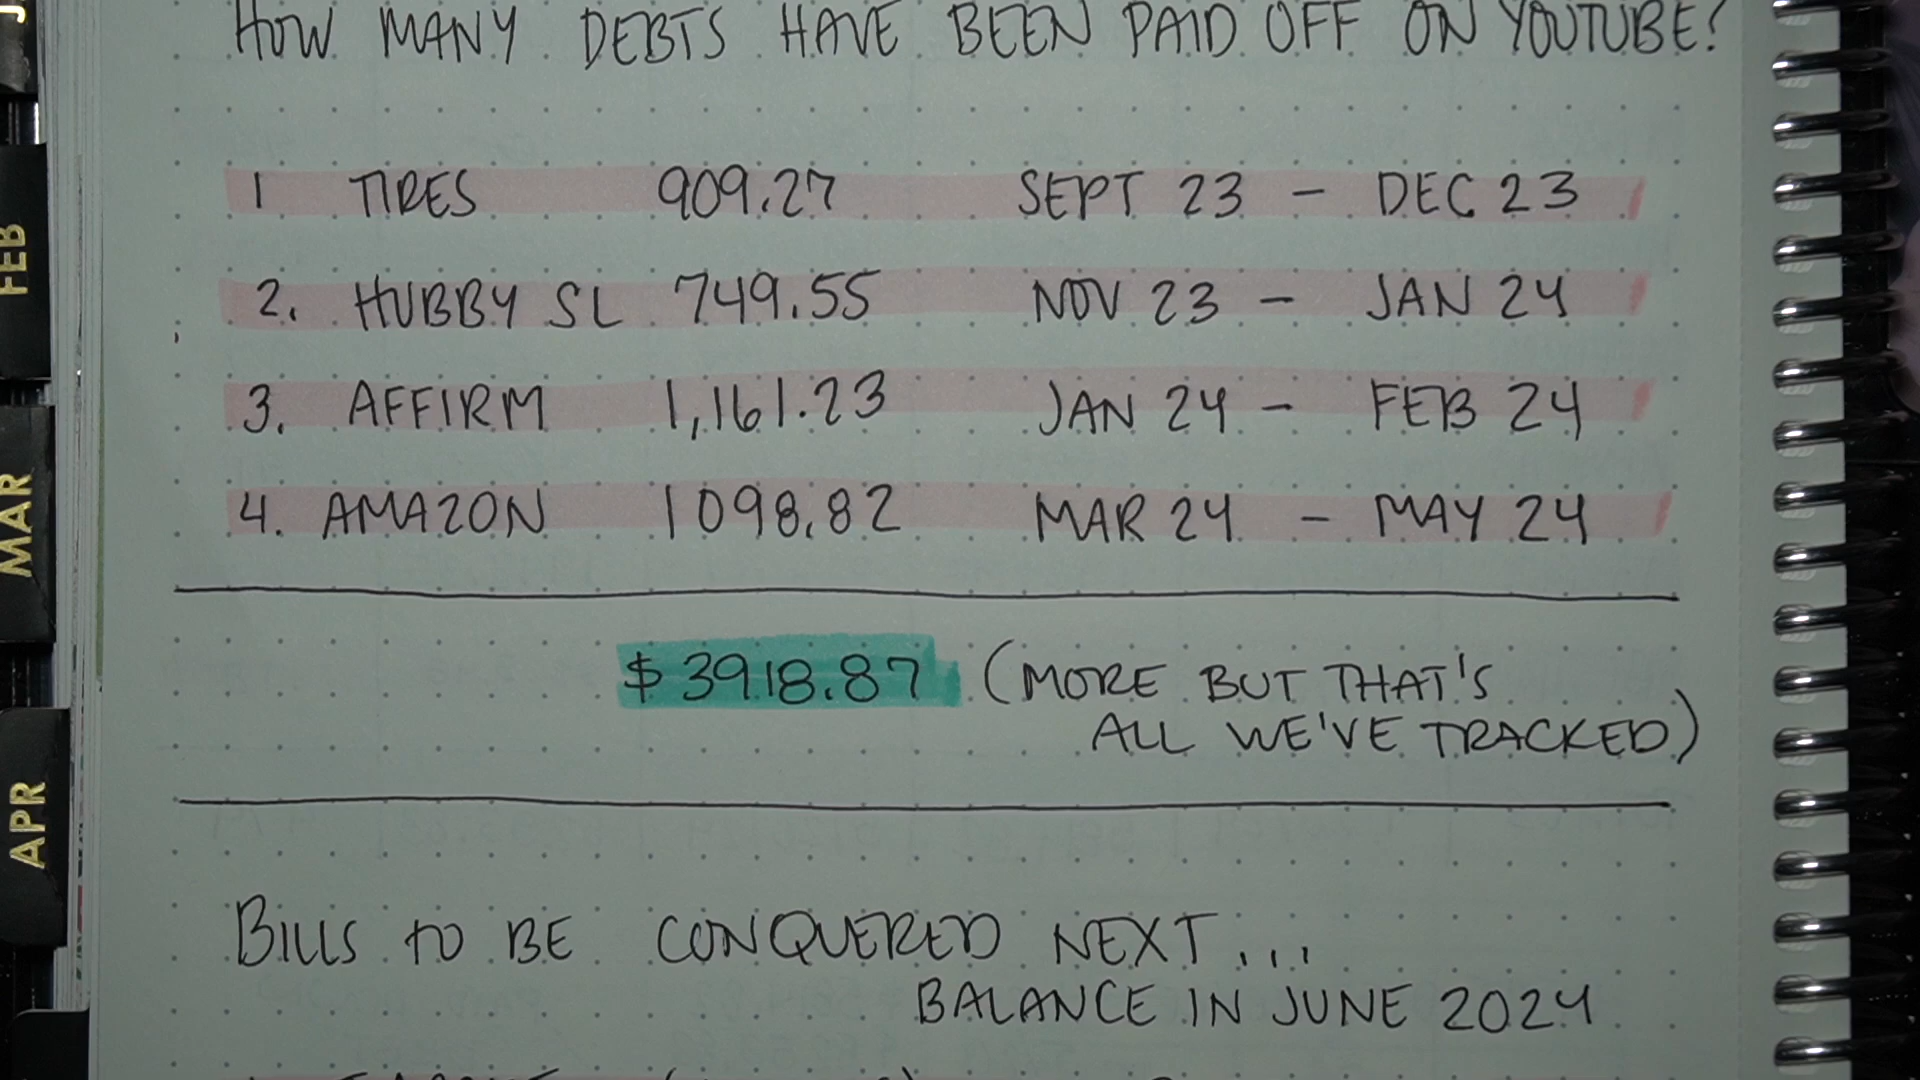 HOW MANY DEBTS HAVE BEEN PAID OFF ON YOUTUBE?
1 TIRES 909.27 SEPT 23 - DEC 23
2. HUBBY SL 749.55 NOV 23 - JAN 24
3. AFFIRM 1,161.23 JAN 24 - FEB 24
4. AMAZON 1098.82 MAR 24 - MAY 24
$3918.87 (MORE BUT THAT'S
ALL WE'VE TRACKED)
BILLS TO BE CONQUERED NEXT...
BALANCE IN JUNE 2024
FEB
MAR
APR